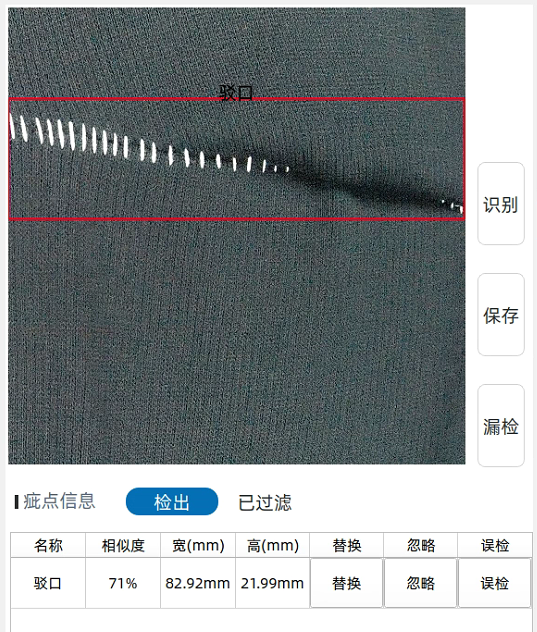 驳口
识别
保存
漏检
疵点信息 检出 已过滤
名称 相似度 宽(mm) 高(mm) 替换 忽略 误检
驳口 71% 82.92mm 21.99mm 替换 忽略 误检